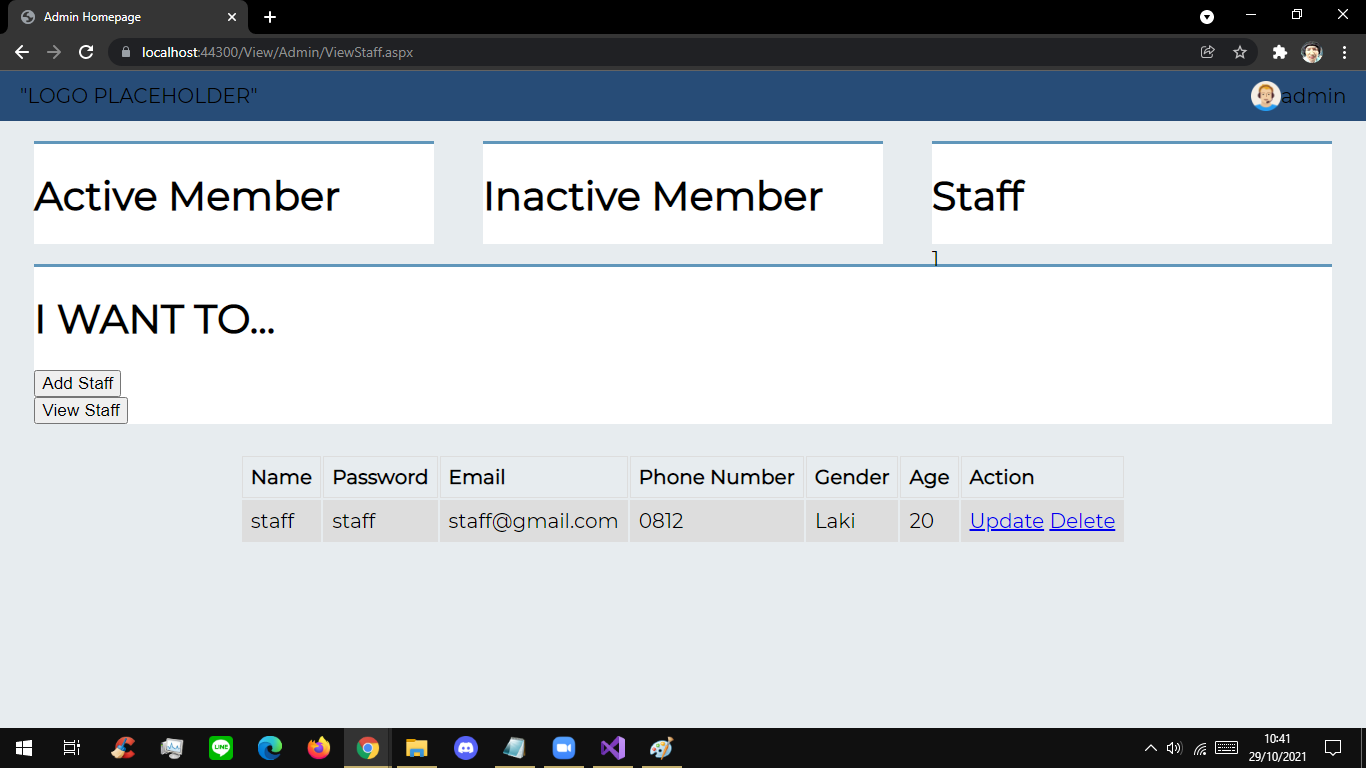 Admin Homepage
localhost:44300/View/Admin/ViewStaff.aspx
"LOGO PLACEHOLDER" admin
Active Member Inactive Member Staff
1
I WANT TO...
Add Staff
View Staff
Name Password Email Phone Number Gender Age Action
staff staff staff@gmail.com 0812 Laki 20 Update Delete
LINE
10:41
29/10/2021